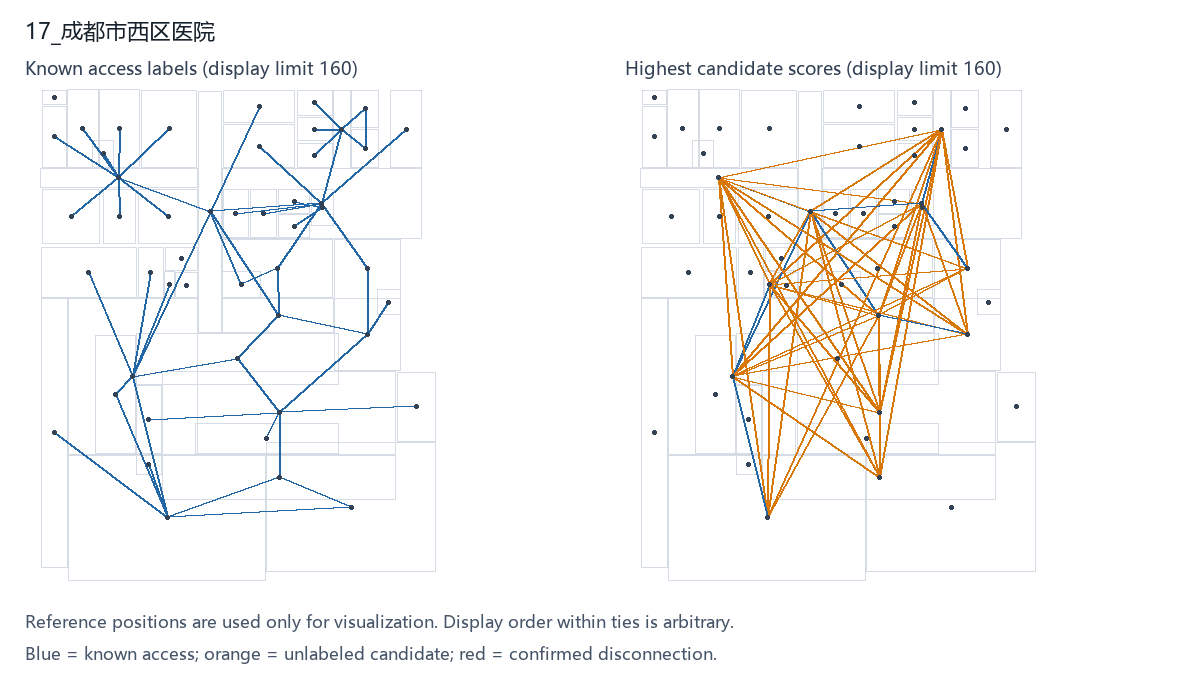 17_成都市西区医院
Known access labels (display limit 160)
Highest candidate scores (display limit 160)
Reference positions are used only for visualization. Display order within ties is arbitrary.
Blue = known access; orange = unlabeled candidate; red = confirmed disconnection.